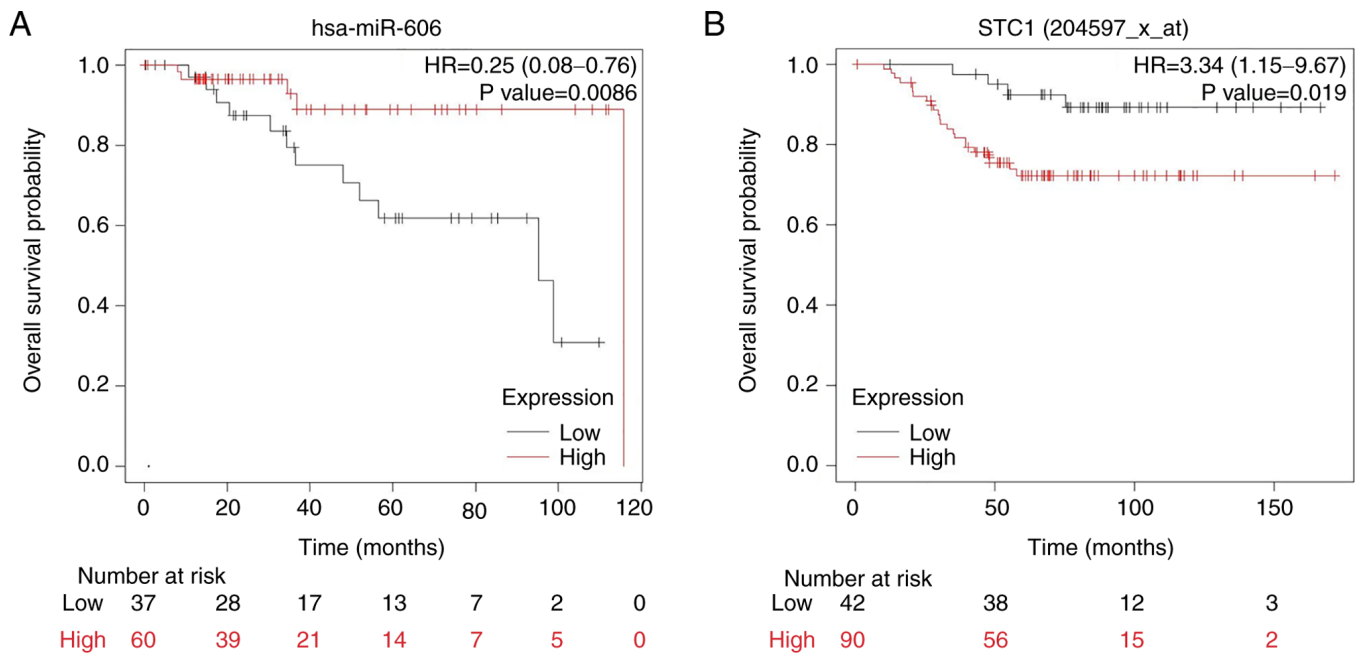 A
hsa-miR-606
HR=0.25 (0.08–0.76)
P value=0.0086
Overall survival probability
1.0
0.8
0.6
0.4
0.2
0.0
Expression
Low
High
0 20 40 60 80 100 120
Time (months)
Number at risk
Low 37 28 17 13 7 2 0
High 60 39 21 14 7 5 0
B
STC1 (204597_x_at)
HR=3.34 (1.15–9.67)
P value=0.019
Overall survival probability
1.0
0.8
0.6
0.4
0.2
0.0
Expression
Low
High
0 50 100 150
Time (months)
Number at risk
Low 42 38 12 3
High 90 56 15 2